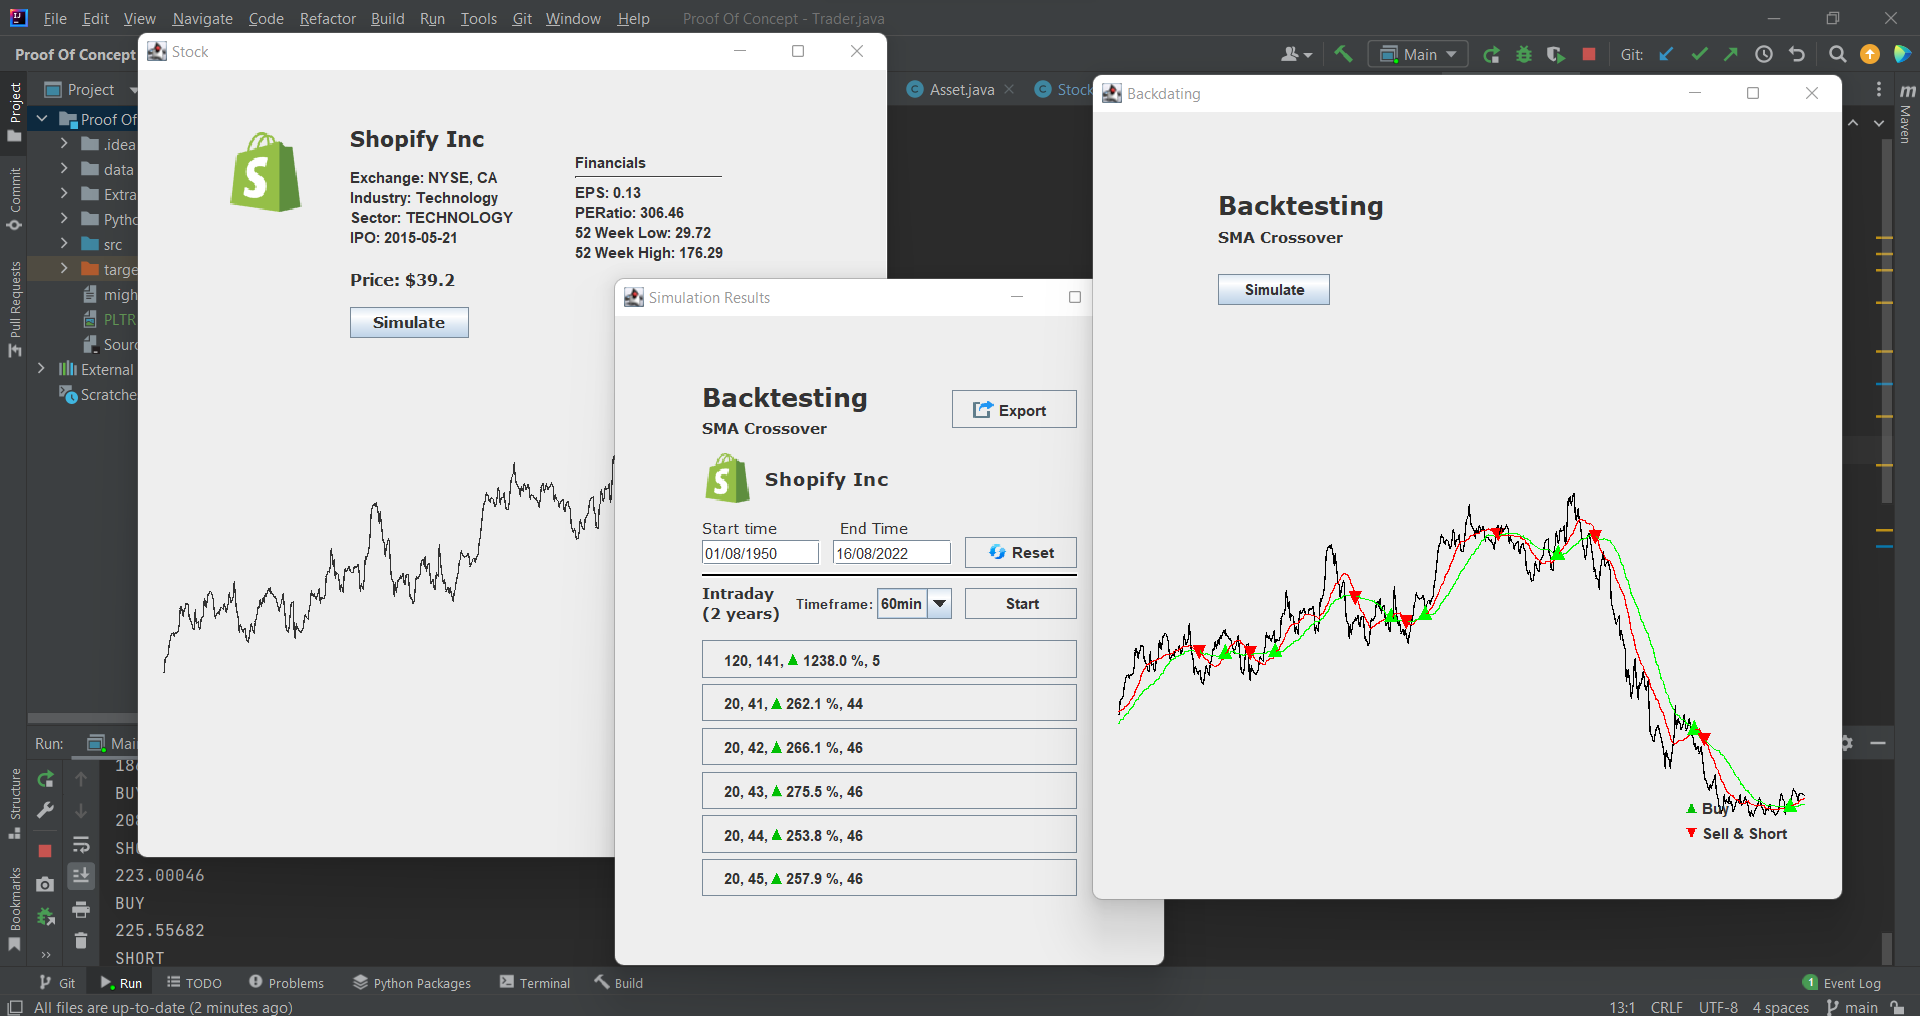 File Edit View Navigate Code Refactor Build Run Tools Git Window Help Proof Of Concept - Trader.java
Proof Of Concept
Main
Git:
Project
Asset.java
Stock
Project
Commit
Pull Requests
Structure
Bookmarks
Maven
Proof Of
.idea
data
Extra
Pytho
src
targe
migh
PLTR
Sourc
External
Scratche
Stock
Shopify Inc
Exchange: NYSE, CA
Industry: Technology
Sector: TECHNOLOGY
IPO: 2015-05-21
Price: $39.2
Simulate
Financials
EPS: 0.13
PERatio: 306.46
52 Week Low: 29.72
52 Week High: 176.29
Simulation Results
Backtesting
SMA Crossover
Export
Shopify Inc
Start time End Time
01/08/1950 16/08/2022 Reset
Intraday
(2 years)
Timeframe: 60min Start
120, 141, ▲ 1238.0 %, 5
20, 41, ▲ 262.1 %, 44
20, 42, ▲ 266.1 %, 46
20, 43, ▲ 275.5 %, 46
20, 44, ▲ 253.8 %, 46
20, 45, ▲ 257.9 %, 46
Backdating
Backtesting
SMA Crossover
Simulate
▲ Buy
▼ Sell & Short
Run: Mai
BUY
208
SHO
223.00046
BUY
225.55682
SHORT
Git Run TODO Problems Python Packages Terminal Build
1 Event Log
All files are up-to-date (2 minutes ago)
13:1 CRLF UTF-8 4 spaces main